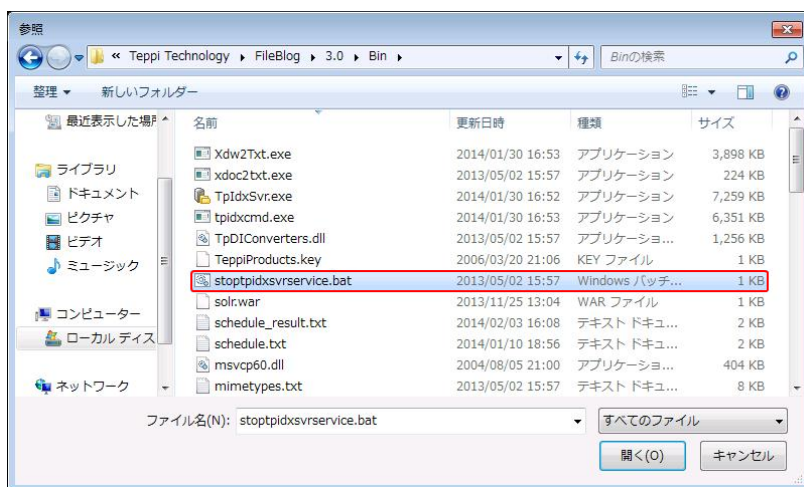 参照
« Teppi Technology ▸ FileBlog ▸ 3.0 ▸ Bin ▸
Binの検索
整理 ▼ 新しいフォルダー
最近表示した場所
ライブラリ
ドキュメント
ピクチャ
ビデオ
ミュージック
コンピューター
ローカル ディス
ネットワーク
名前 更新日時 種類 サイズ
Xdw2Txt.exe 2014/01/30 16:53 アプリケーション 3,898 KB
xdoc2txt.exe 2013/05/02 15:57 アプリケーション 224 KB
TpIdxSvr.exe 2014/01/30 16:52 アプリケーション 7,259 KB
tpidxcmd.exe 2014/01/30 16:53 アプリケーション 6,351 KB
TpDIConverters.dll 2013/05/02 15:57 アプリケーショ... 1,256 KB
TeppiProducts.key 2006/03/20 21:06 KEY ファイル 1 KB
stoptpidxsvrservice.bat 2013/05/02 15:57 Windows バッチ... 1 KB
solr.war 2013/11/25 13:04 WAR ファイル 1 KB
schedule_result.txt 2014/02/03 16:08 テキスト ドキュ... 2 KB
schedule.txt 2014/01/10 18:56 テキスト ドキュ... 2 KB
msvcp60.dll 2004/08/05 21:00 アプリケーショ... 404 KB
mimetypes.txt 2013/05/02 15:57 テキスト ドキュ... 8 KB
ファイル名(N): stoptpidxsvrservice.bat すべてのファイル
開く(O) キャンセル